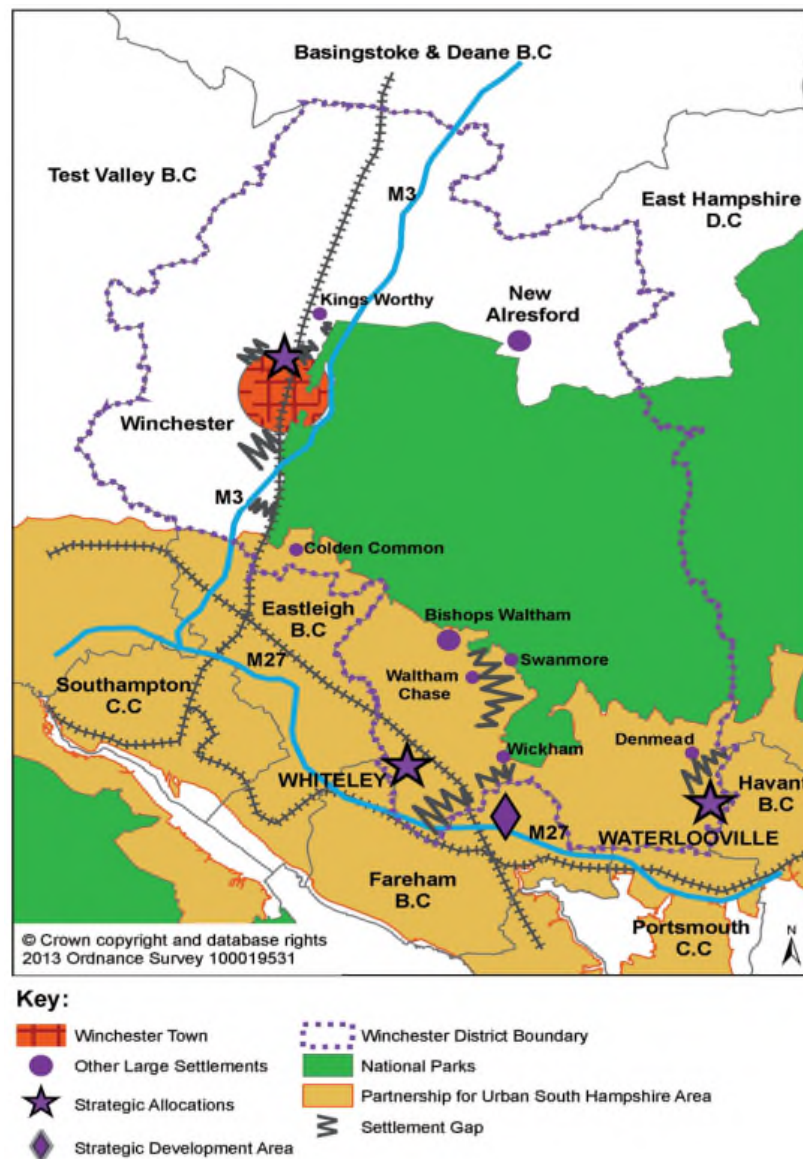 Basingstoke & Deane B.C
Test Valley B.C
M3
East Hampshire
D.C
Kings Worthy
New
Alresford
Winchester
M3
Colden Common
Eastleigh
B.C
Bishops Waltham
M27
Swanmore
Waltham
Chase
Southampton
C.C
Wickham
Denmead
WHITELEY
Havant
B.C
M27
WATERLOOVILLE
Fareham
B.C
Portsmouth
C.C
N
© Crown copyright and database rights
2013 Ordnance Survey 100019531
Key:
Winchester Town
Other Large Settlements
Strategic Allocations
Strategic Development Area
Winchester District Boundary
National Parks
Partnership for Urban South Hampshire Area
Settlement Gap